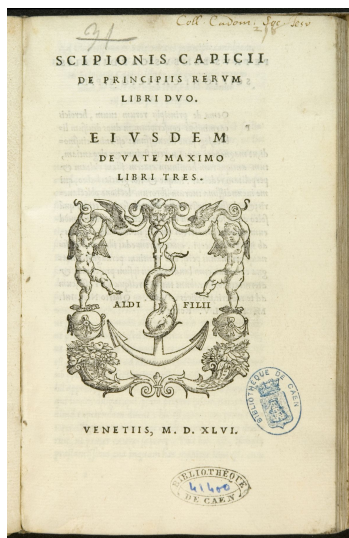 Coll. Cadom. Soc. Jesu
SCIPIONIS CAPICII
DE PRINCIPIIS RERVM
LIBRI DVO.
EIVSDEM
DE VATE MAXIMO
LIBRI TRES.
ALDI FILII
BIBLIOTHÈQUE DE CAEN
VENETIIS, M. D. XLVI.
BIBLIOTHÈQUE
41400
DE CAEN